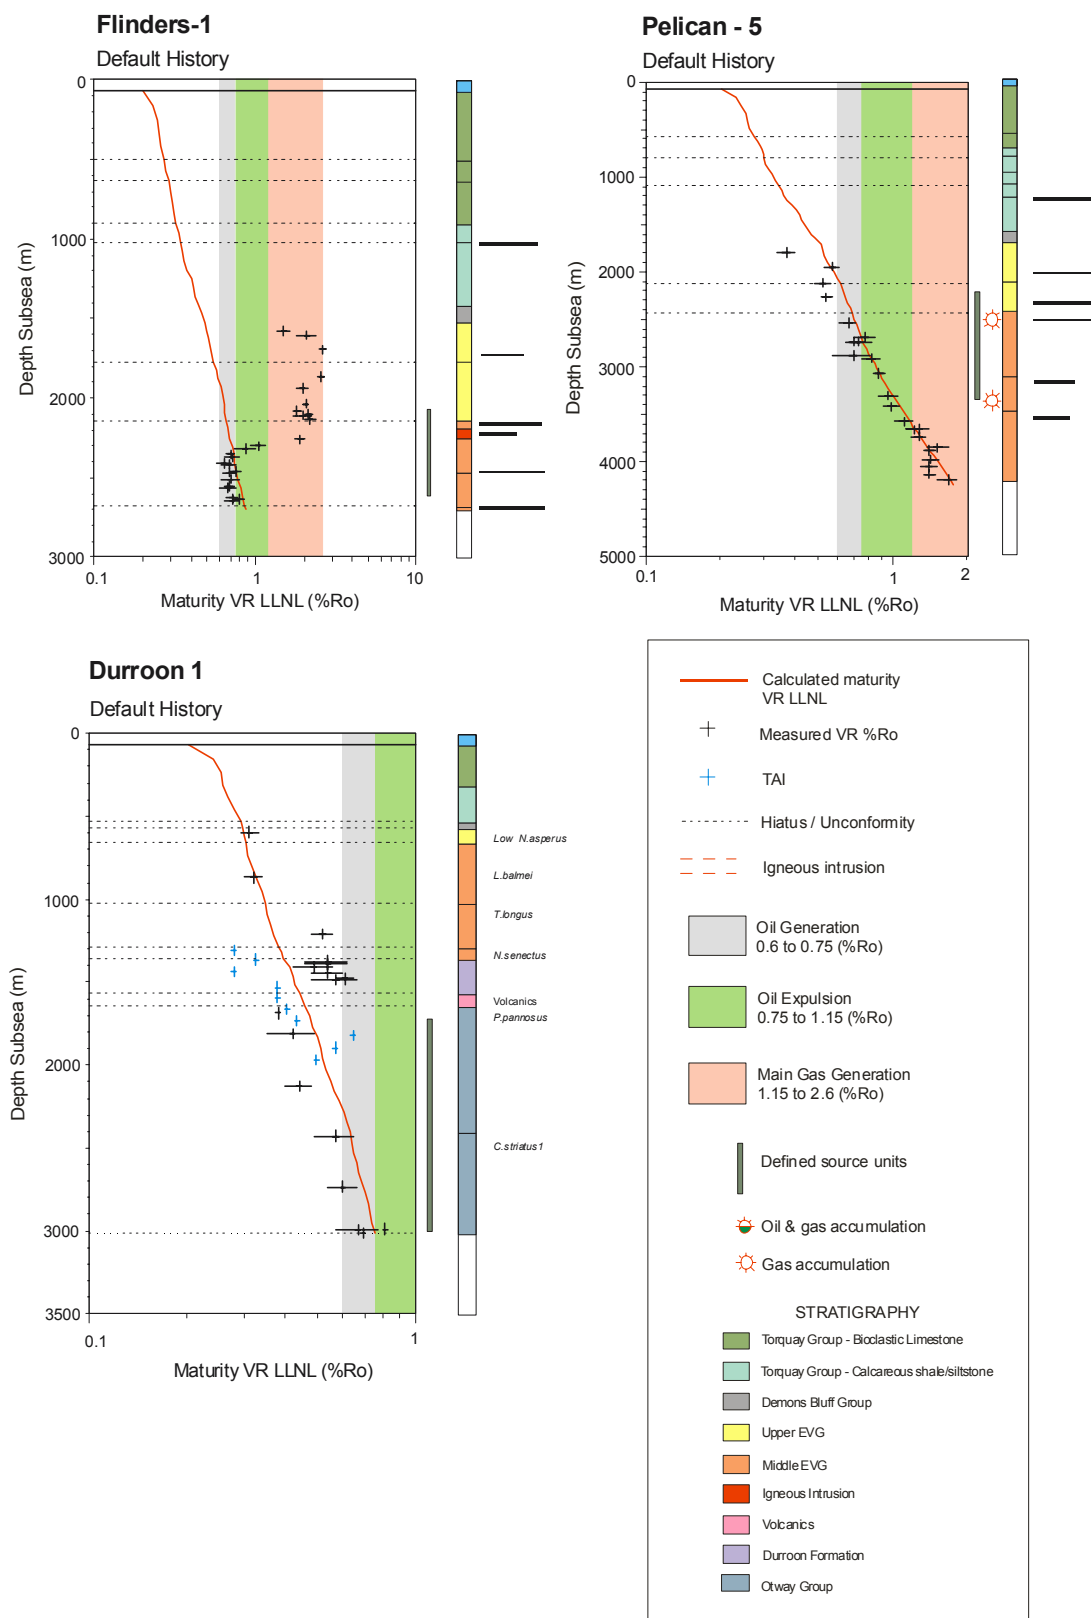 Flinders-1
Default History
0
1000
2000
3000
0.1
1
10
Depth Subsea (m)
Maturity VR LLNL (%Ro)
Pelican - 5
Default History
0
1000
2000
3000
4000
5000
0.1
1
2
Depth Subsea (m)
Maturity VR LLNL (%Ro)
Durroon 1
Default History
0
1000
2000
3000
3500
0.1
1
Depth Subsea (m)
Maturity VR LLNL (%Ro)
Low N.asperus
L.balmei
T.longus
N.senectus
Volcanics
P.pannosus
C.striatus1
Calculated maturity
VR LLNL
Measured VR %Ro
TAI
Hiatus / Unconformity
Igneous intrusion
Oil Generation
0.6 to 0.75 (%Ro)
Oil Expulsion
0.75 to 1.15 (%Ro)
Main Gas Generation
1.15 to 2.6 (%Ro)
Defined source units
Oil & gas accumulation
Gas accumulation
STRATIGRAPHY
Torquay Group - Bioclastic Limestone
Torquay Group - Calcareous shale/siltstone
Demons Bluff Group
Upper EVG
Middle EVG
Igneous Intrusion
Volcanics
Durroon Formation
Otway Group